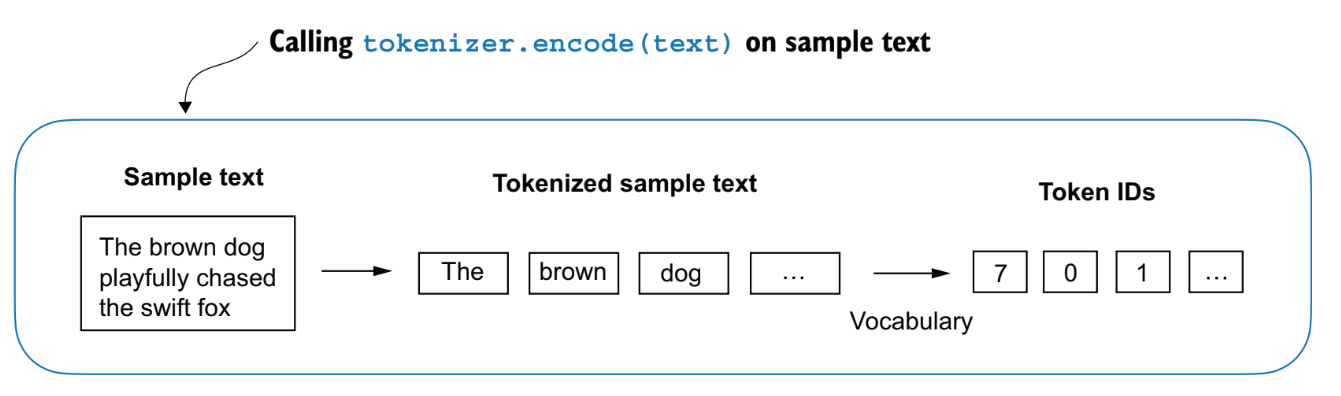 Calling tokenizer.encode(text) on sample text
Sample text
The brown dog
playfully chased
the swift fox
Tokenized sample text
The brown dog …
Vocabulary
Token IDs
7 0 1 …